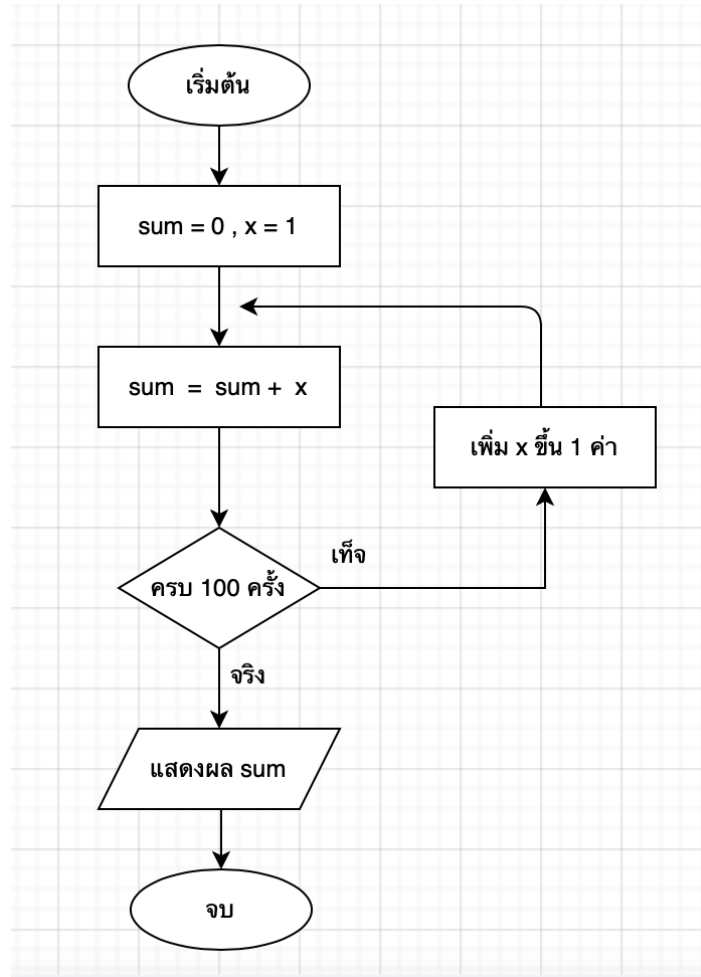 เริ่มต้น
sum = 0 , x = 1
sum = sum + x
เพิ่ม x ขึ้น 1 ค่า
เท็จ
ครบ 100 ครั้ง
จริง
แสดงผล sum
จบ